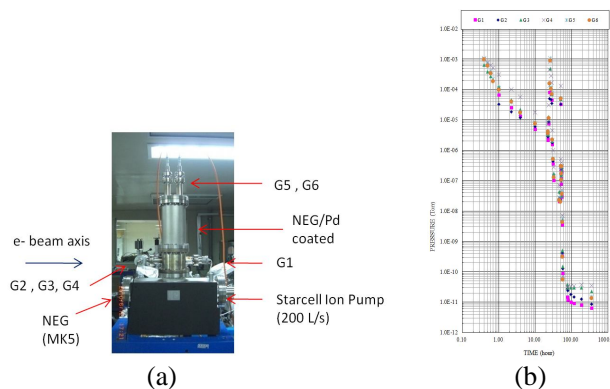 G5 , G6
NEG/Pd
coated
e- beam axis
G1
G2 , G3, G4
NEG
(MK5)
Starcell Ion Pump
(200 L/s)
(a)
G1 G2 G3 G4 G5 G6
1.0E-02
1.0E-03
1.0E-04
1.0E-05
1.0E-06
1.0E-07
1.0E-08
1.0E-09
1.0E-10
1.0E-11
1.0E-12
PRESSURE (Torr)
0.10 1.00 10.00 100.00 1000.00
TIME (hour)
(b)